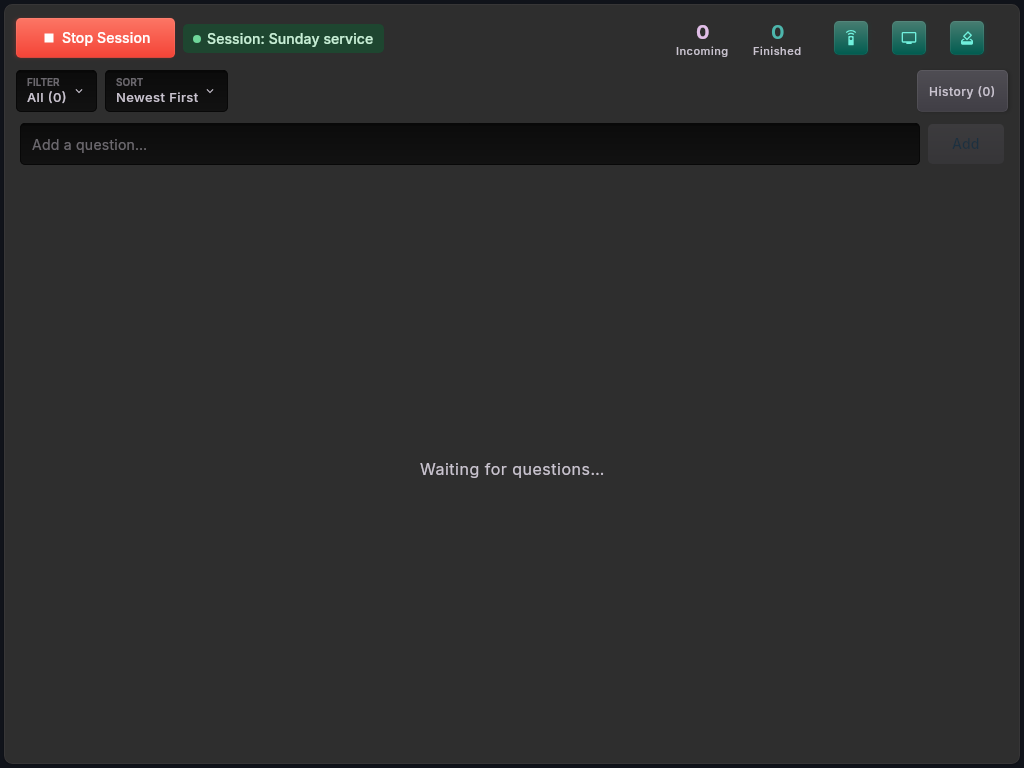 Stop Session
Session: Sunday service
0
Incoming
0
Finished
FILTER
All (0)
SORT
Newest First
History (0)
Add a question...
Add
Waiting for questions...